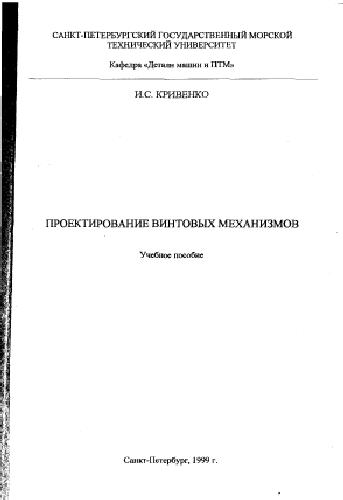 САНКТ-ПЕТЕРБУРГСКИЙ ГОСУДАРСТВЕННЫЙ МОРСКОЙ
ТЕХНИЧЕСКИЙ УНИВЕРСИТЕТ
Кафедра «Детали машин и ПТМ»
И.С. КРИВЕНКО
ПРОЕКТИРОВАНИЕ ВИНТОВЫХ МЕХАНИЗМОВ
Учебное пособие
Санкт-Петербург, 1999 г.